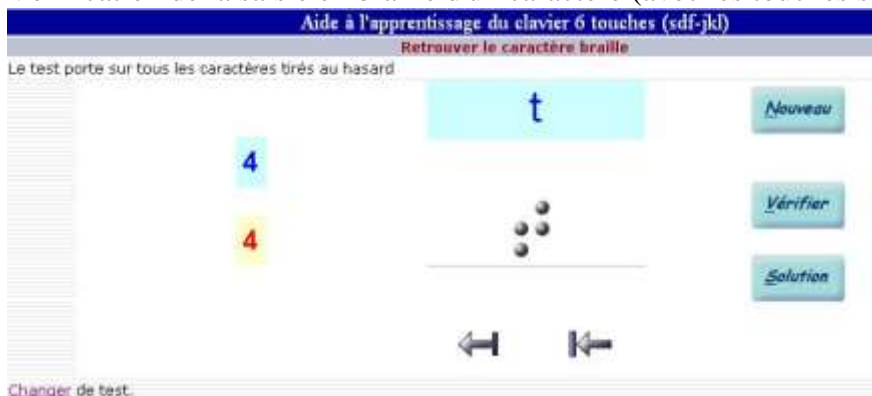 Aide à l'apprentissage du clavier 6 touches (sdf-jkl)
Retrouver le caractère braille
Le test porte sur tous les caractères tirés au hasard
t
Nouveau
4
Vérifier
4
Solution
Changer de test.